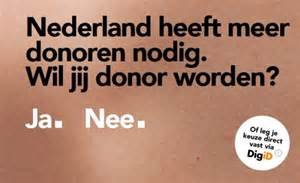 Nederland heeft meer
donoren nodig.
Wil jij donor worden?
Ja. Nee.
Of leg je
keuze direct
vast via
DigiD